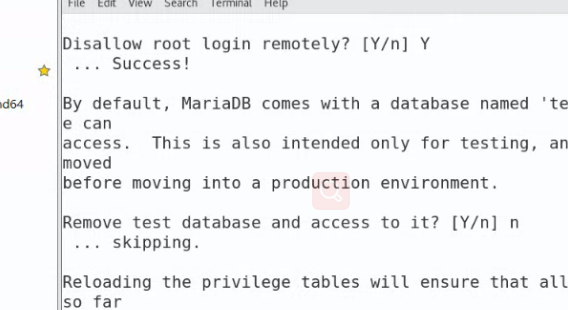 File Edit View Search Terminal Help
Disallow root login remotely? [Y/n] Y
... Success!
nd64
By default, MariaDB comes with a database named 'te
e can
access.  This is also intended only for testing, an
moved
before moving into a production environment.
Remove test database and access to it? [Y/n] n
... skipping.
Reloading the privilege tables will ensure that all
so far